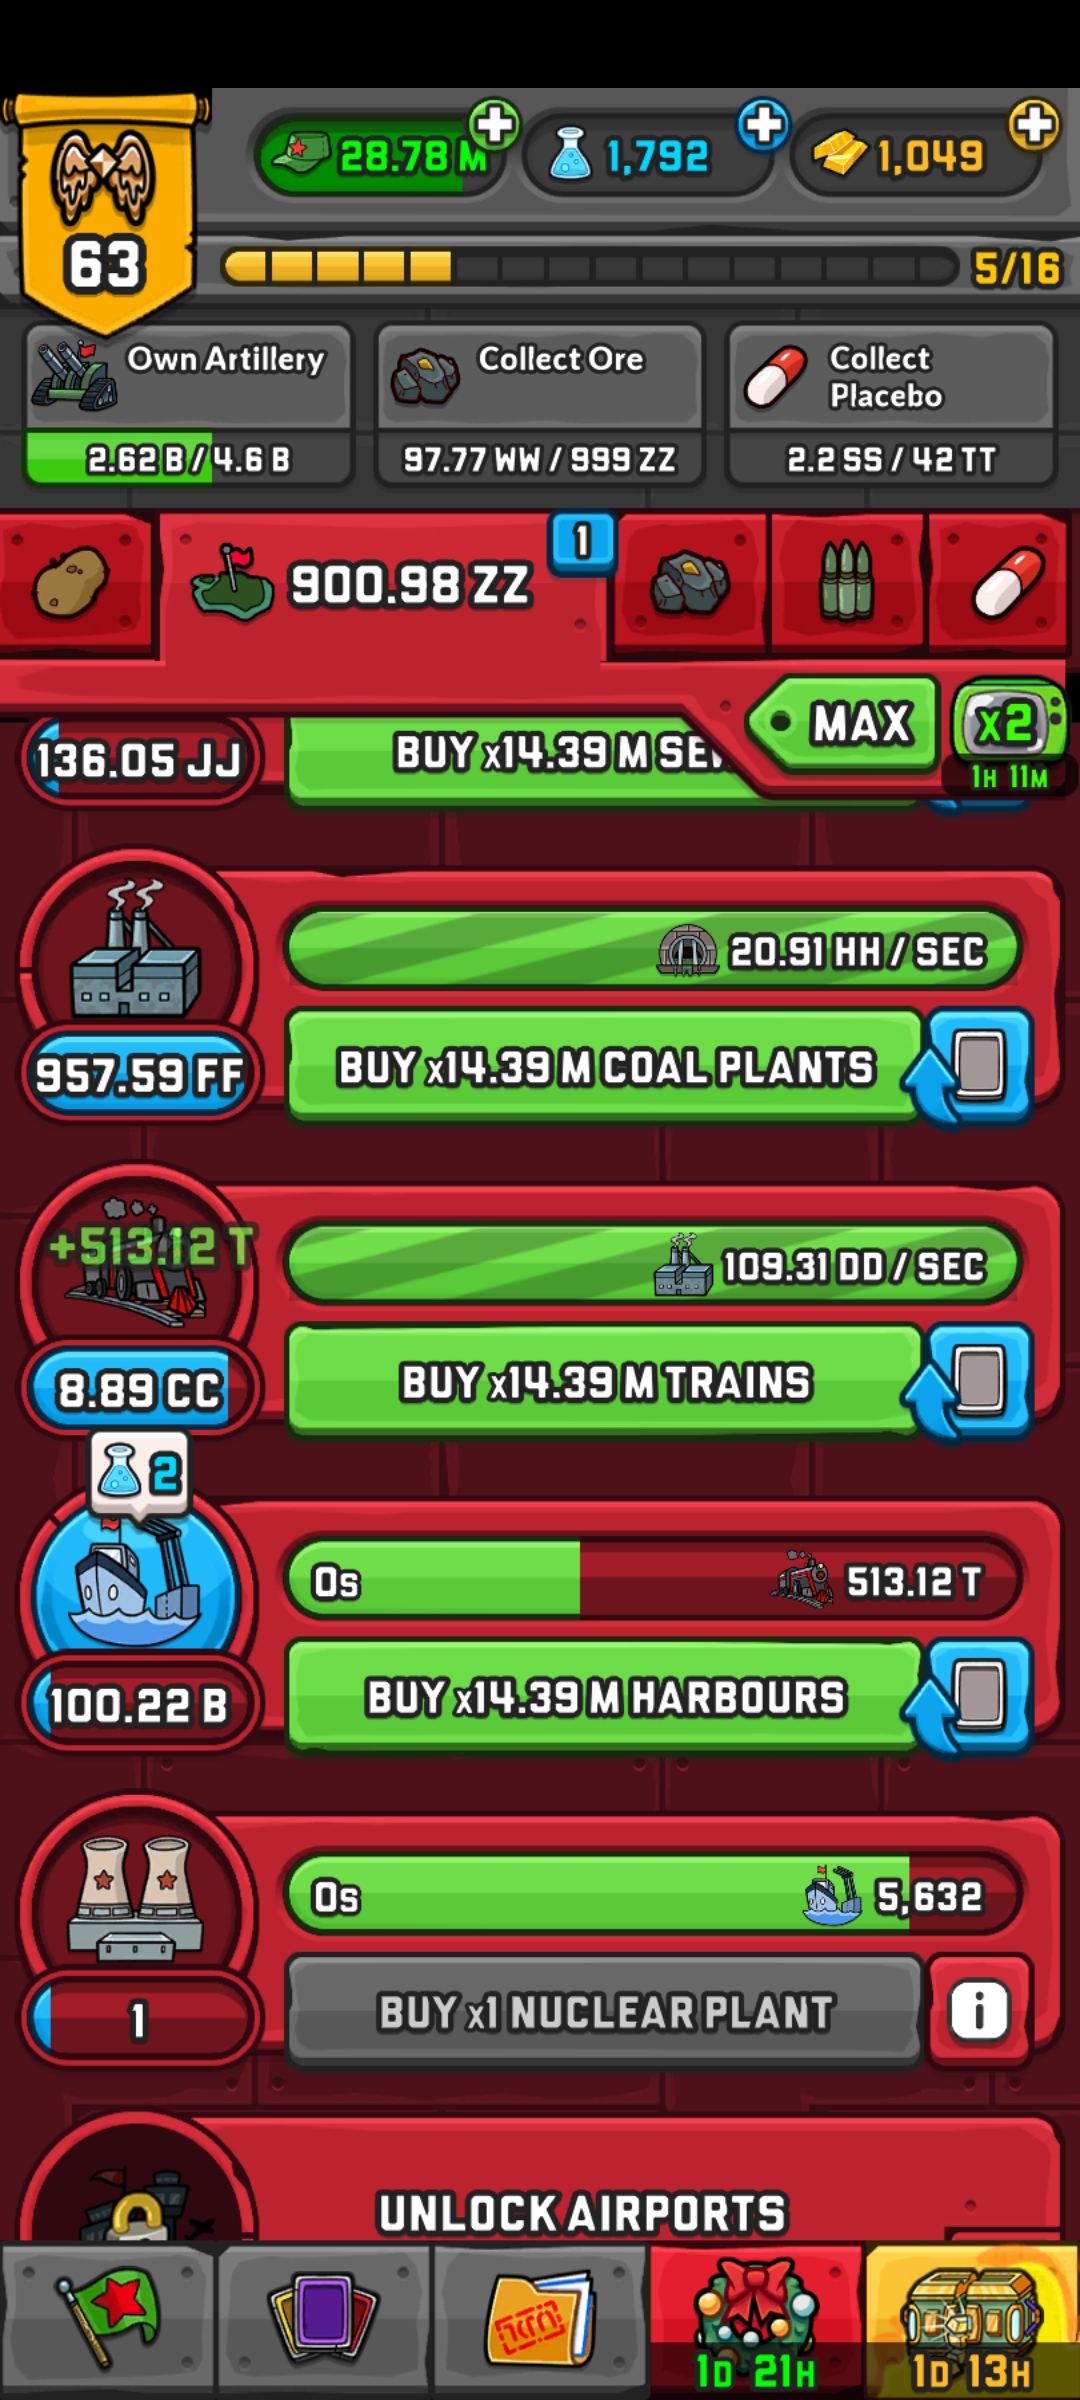 28.78 M
1,792
1,049
63
5/16
Own Artillery
2.62 B / 4.6 B
Collect Ore
97.77 WW / 999 ZZ
Collect
Placebo
2.2 SS / 42 TT
900.98 ZZ
1
MAX
x2
1H 11M
136.05 JJ
BUY x14.39 M
20.91 HH / SEC
957.59 FF
BUY x14.39 M COAL PLANTS
+513.12 T
109.31 DD / SEC
8.89 CC
BUY x14.39 M TRAINS
2
0s
513.12 T
100.22 B
BUY x14.39 M HARBOURS
0s
5,632
1
BUY x1 NUCLEAR PLANT
i
UNLOCK AIRPORTS
1D 21H
1D 13H